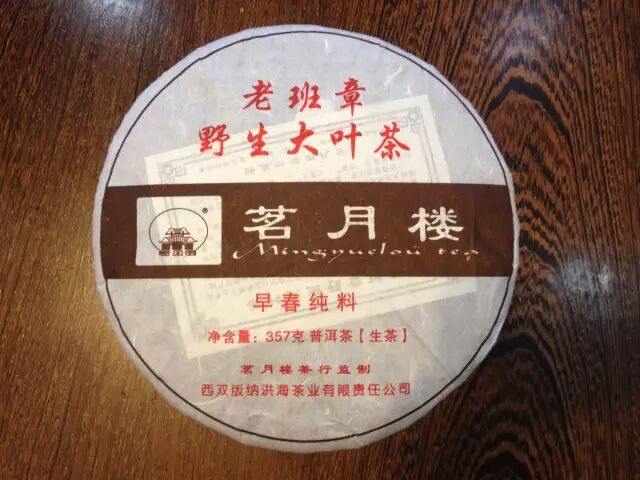 老班章
野生大叶茶
茗月楼
®
Mingyuelou tea
早春纯料
净含量：357克 普洱茶【生茶】
茗月楼茶行监制
西双版纳洪海茶业有限责任公司